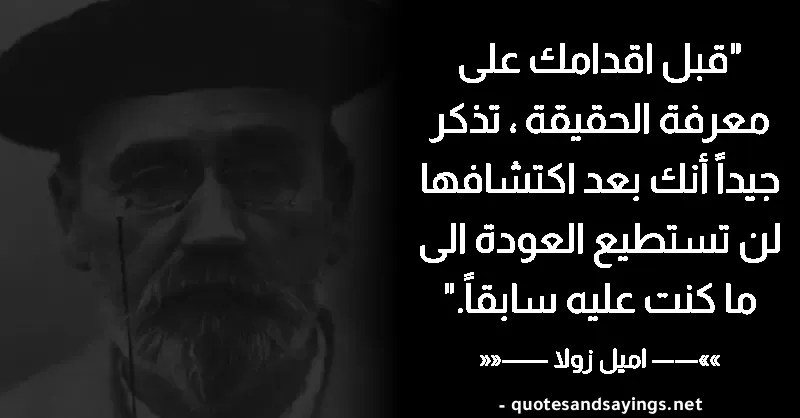 "قبل اقدامك على
معرفة الحقيقة ، تذكر
جيداً أنك بعد اكتشافها
لن تستطيع العودة الى
ما كنت عليه سابقاً."
»»—— اميل زولا ——««
- quotesandsayings.net